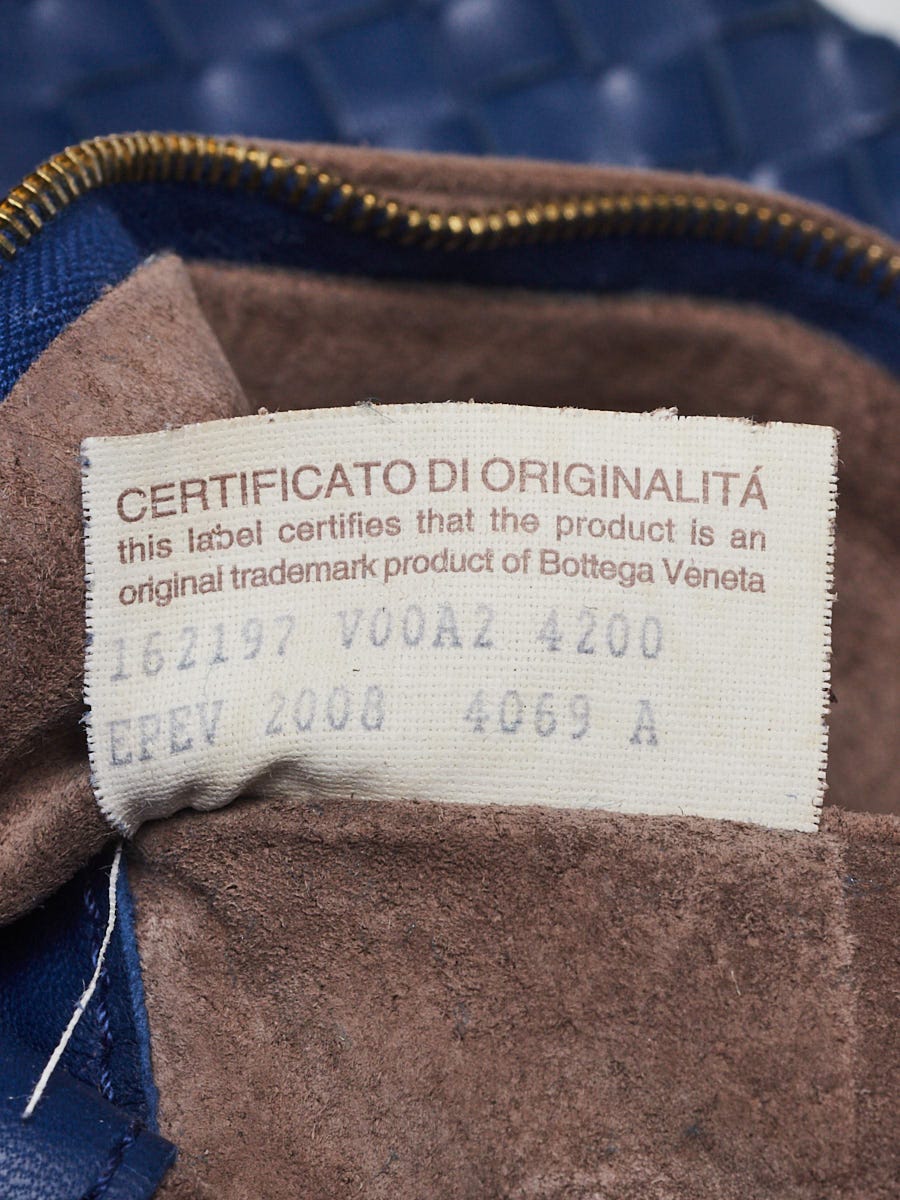 CERTIFICATO DI ORIGINALITÁ
this label certifies that the product is an
original trademark product of Bottega Veneta
162197 V00A2 4200
EPEV 2008 4069 A